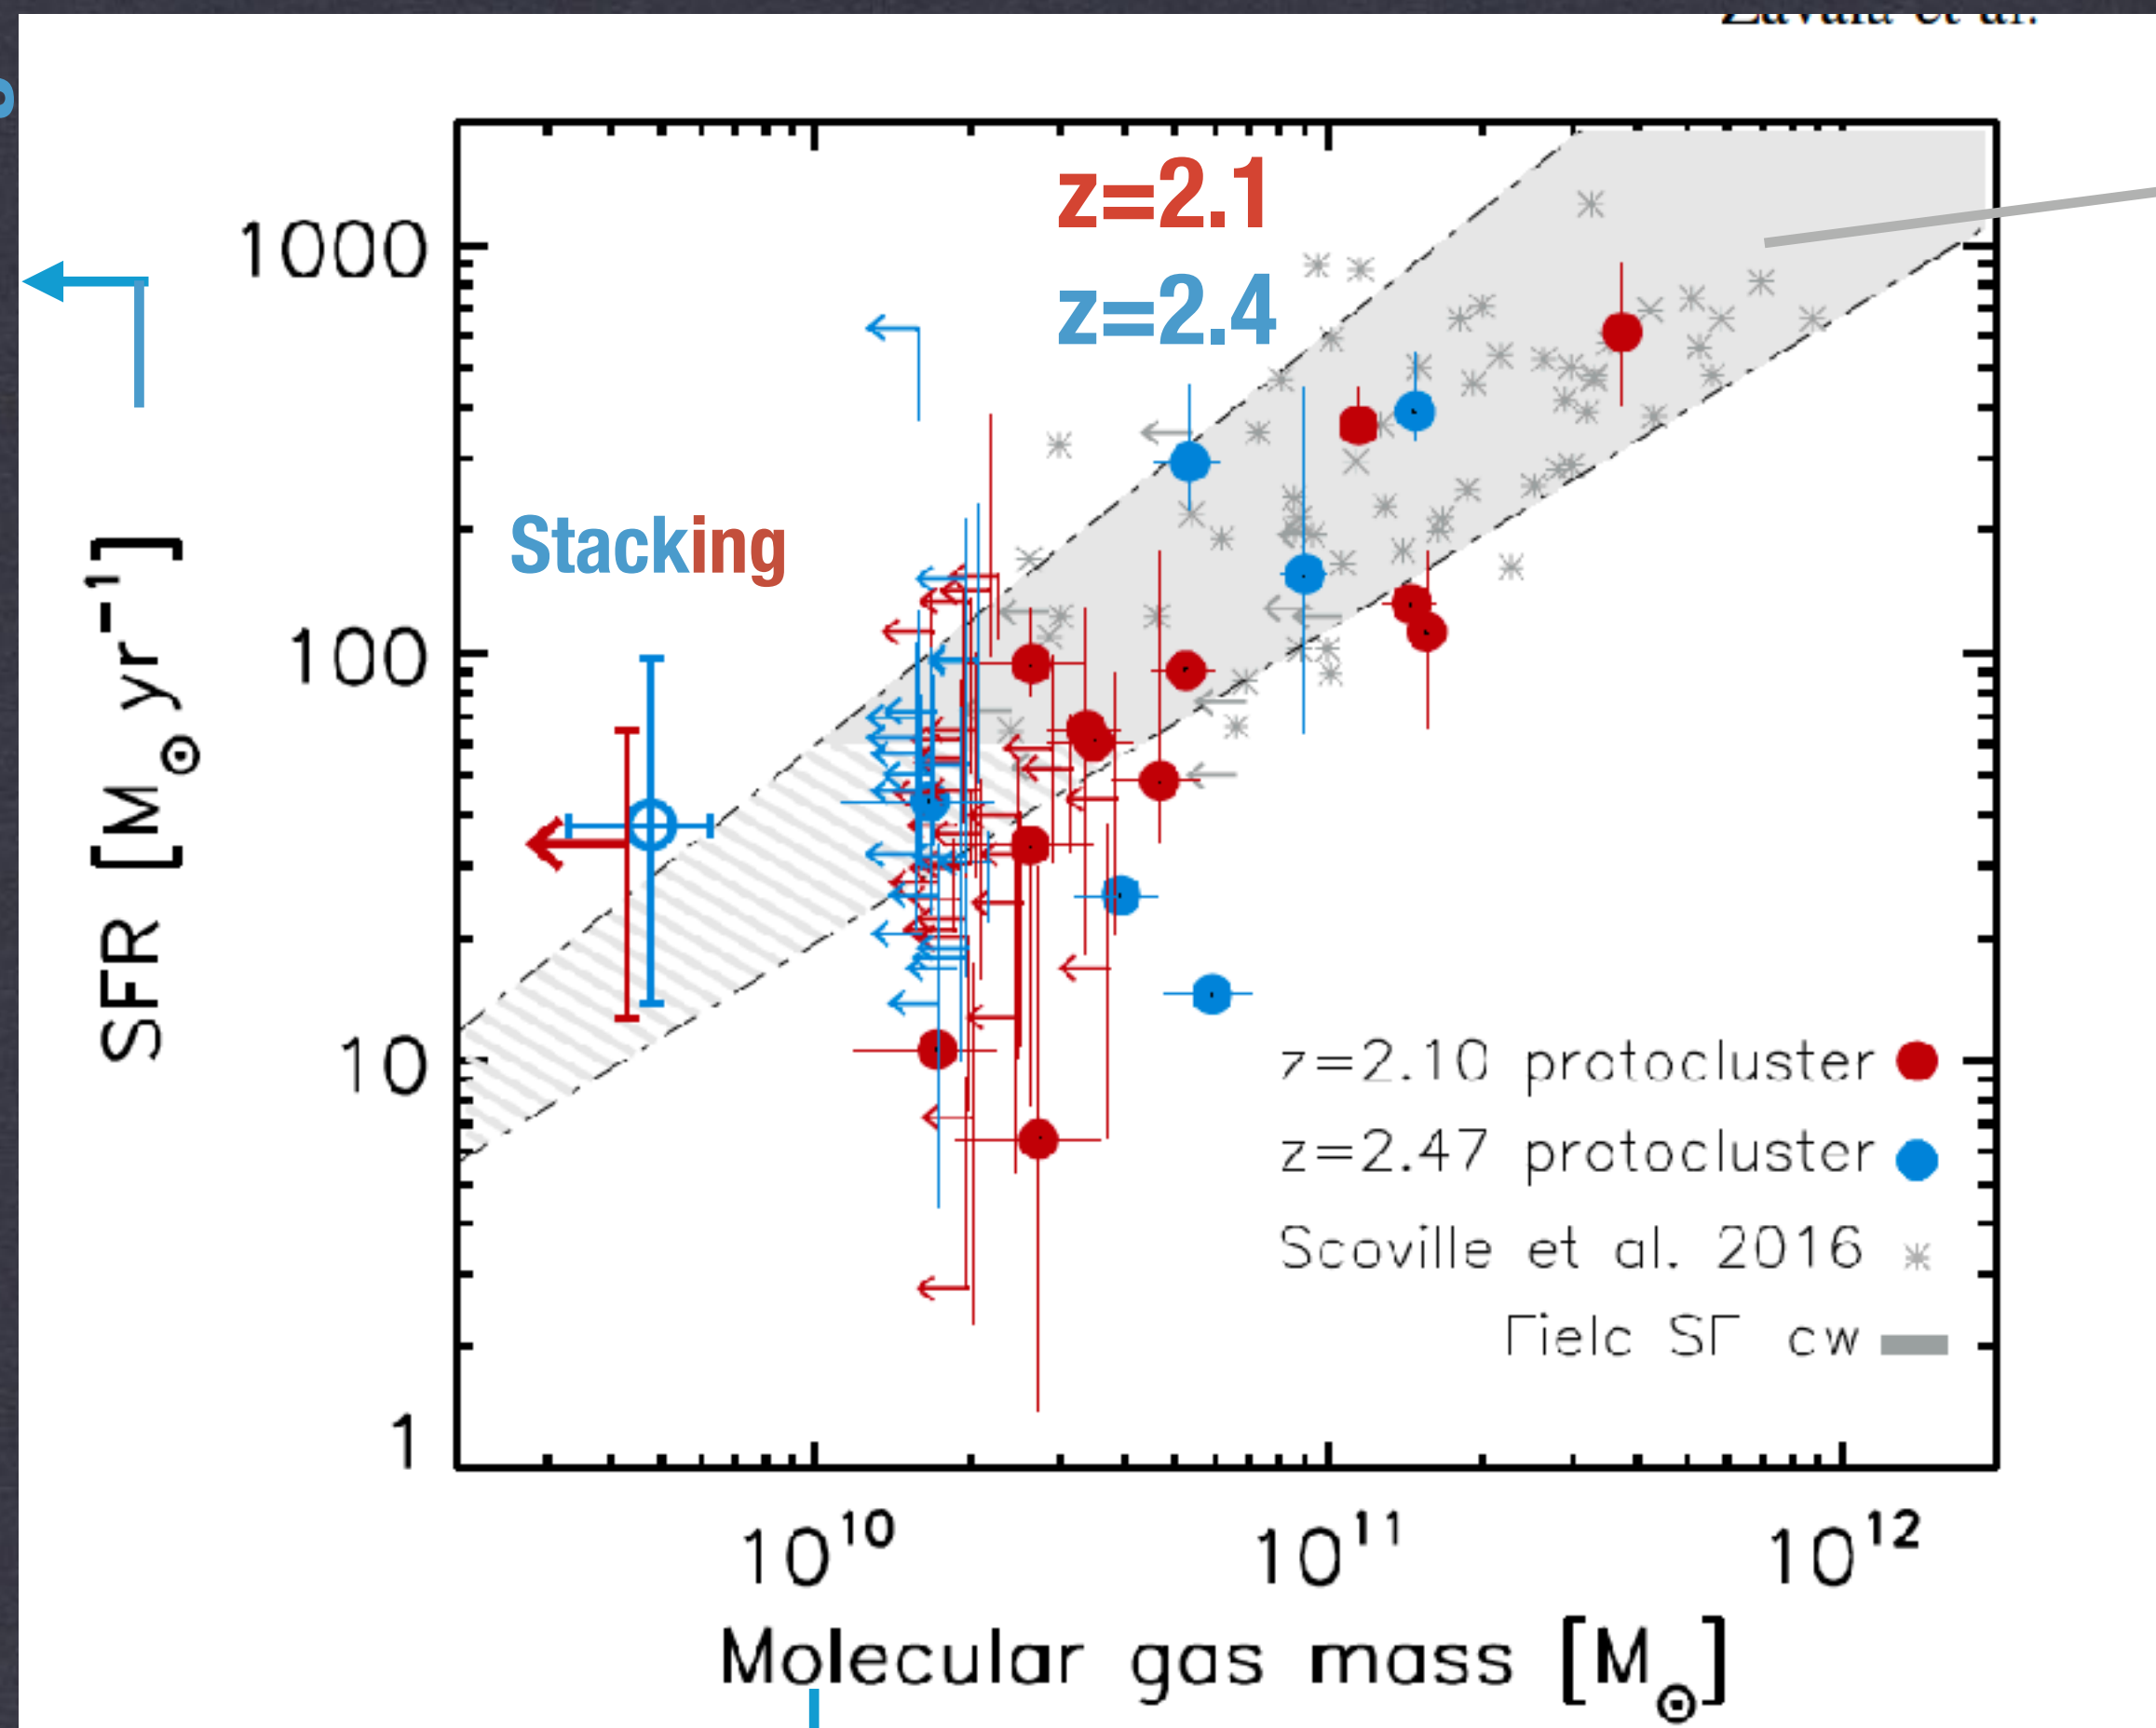 z=2.1
z=2.4
Stacking
1000
100
10
1
SFR [M⊙ yr⁻¹]
z=2.10 protocluster
z=2.47 protocluster
Scoville et al. 2016
10¹⁰
10¹¹
10¹²
Molecular gas mass [M⊙]